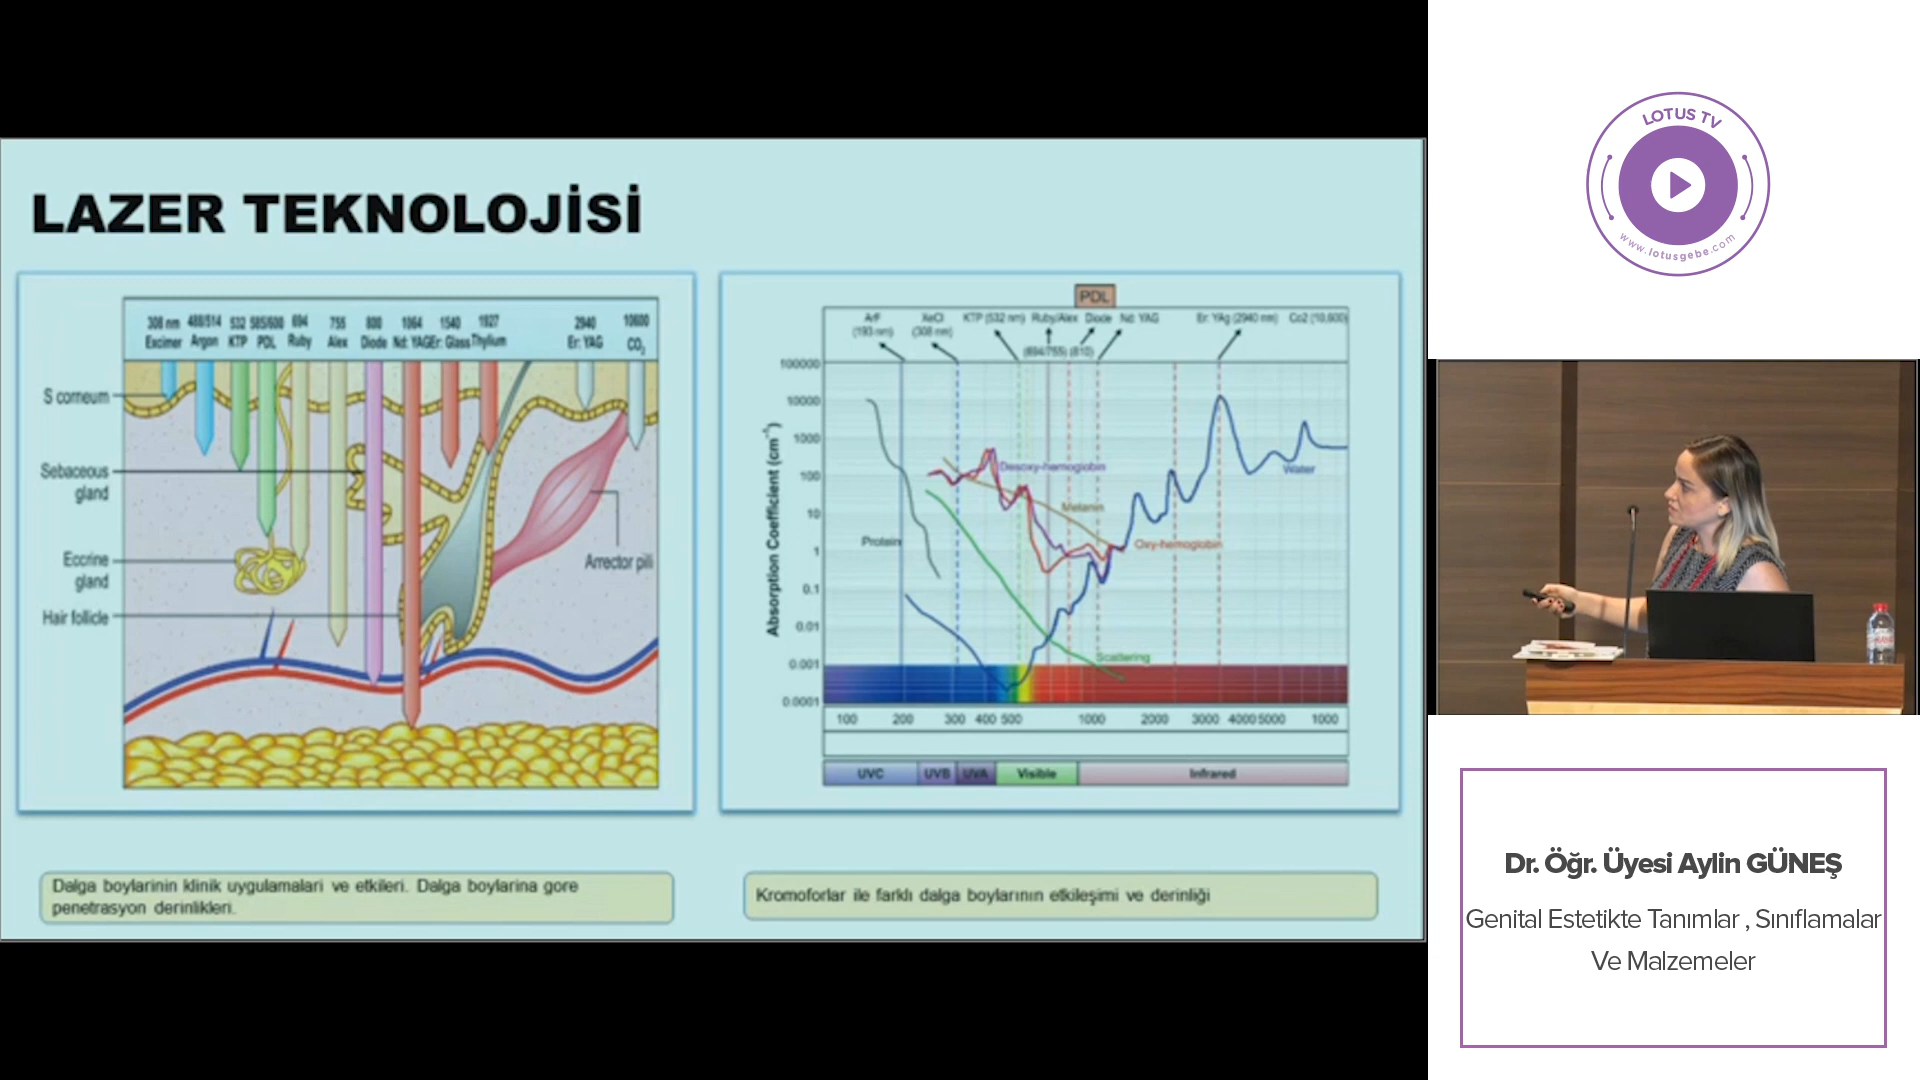 LAZER TEKNOLOJİSİ
308 nm 488/514 532 585/600 694 755 800 1064 1540 1927 2940 10600
Excimer Argon KTP PDL Ruby Alex Diode Nd: YAG Er: Glass Thylium Er: YAG CO2
S corneum
Sebaceous
gland
Eccrine
gland
Hair follicle
Arrector pili
Dalga boylarinin klinik uygulamalari ve etkileri. Dalga boylarina gore
penetrasyon derinlikleri.
PDL
ArF XeCl KTP (532 nm) Ruby/Alex Diode Nd: YAG Er: YAg (2940 nm) Co2 (10,600)
(193 nm) (308 nm)
(694/755) (810)
Absorption Coefficient (cm-1)
100000
10000
1000
100
10
1
0.1
0.01
0.001
0.0001
Desoxy-hemoglobin
Water
Melanin
Protein
Oxy-hemoglobin
Scattering
100 200 300 400 500 1000 2000 3000 4000 5000 1000
UVC UVB UVA Visible Infrared
Kromoforlar ile farklı dalga boylarının etkileşimi ve derinliği
LOTUS TV
www.lotusgebe.com
Dr. Öğr. Üyesi Aylin GÜNEŞ
Genital Estetikte Tanımlar , Sınıflamalar
Ve Malzemeler